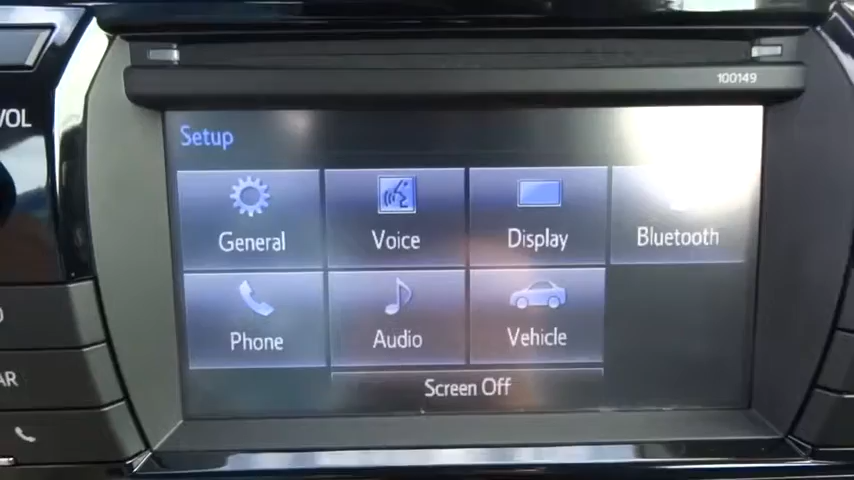 VOL
100149
Setup
General
Voice
Display
Bluetooth
Phone
Audio
Vehicle
Screen Off